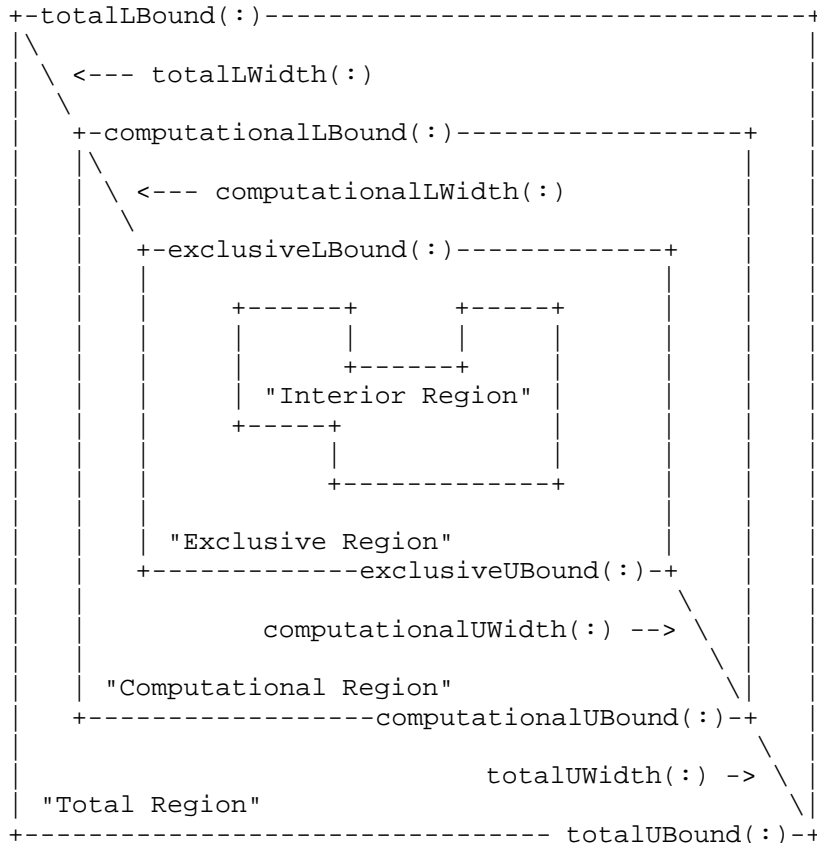 totalLBound(:)
<--- totalLWidth(:)
computationalLBound(:)
<--- computationalLWidth(:)
exclusiveLBound(:)
"Interior Region"
"Exclusive Region"
exclusiveUBound(:)
computationalUWidth(:) -->
"Computational Region"
computationalUBound(:)
totalUWidth(:) ->
"Total Region"
totalUBound(:)